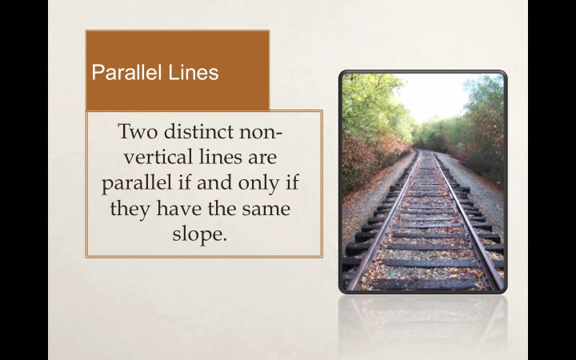 Parallel Lines
Two distinct non-
vertical lines are
parallel if and only if
they have the same
slope.